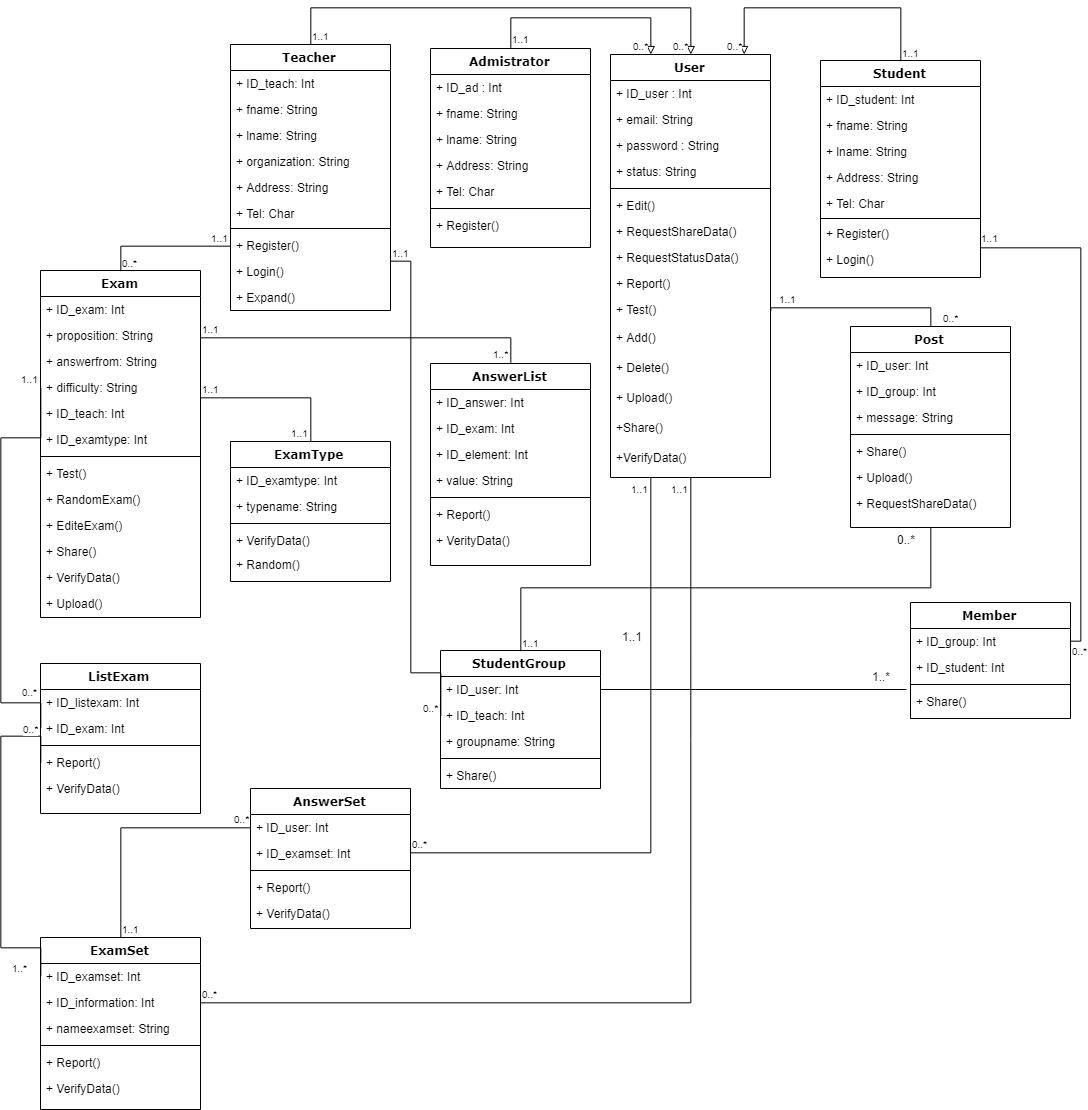 1..1
1..1
0..*
0..*
0..*
1..1
Teacher
+ ID_teach: Int
+ fname: String
+ lname: String
+ organization: String
+ Address: String
+ Tel: Char
+ Register()
+ Login()
+ Expand()
Admistrator
+ ID_ad : Int
+ fname: String
+ lname: String
+ Address: String
+ Tel: Char
+ Register()
User
+ ID_user : Int
+ email: String
+ password : String
+ status: String
+ Edit()
+ RequestShareData()
+ RequestStatusData()
+ Report()
+ Test()
+ Add()
+ Delete()
+ Upload()
+Share()
+VerifyData()
Student
+ ID_student: Int
+ fname: String
+ lname: String
+ Address: String
+ Tel: Char
+ Register()
+ Login()
1..1
0..*
1..1
1..1
Exam
+ ID_exam: Int
+ proposition: String
+ answerfrom: String
+ difficulty: String
+ ID_teach: Int
+ ID_examtype: Int
+ Test()
+ RandomExam()
+ EditeExam()
+ Share()
+ VerifyData()
+ Upload()
1..1
1..1
1..*
1..1
1..1
AnswerList
+ ID_answer: Int
+ ID_exam: Int
+ ID_element: Int
+ value: String
+ Report()
+ VerityData()
ExamType
+ ID_examtype: Int
+ typename: String
+ VerifyData()
+ Random()
1..1
0..*
Post
+ ID_user: Int
+ ID_group: Int
+ message: String
+ Share()
+ Upload()
+ RequestShareData()
1..1
1..1
0..*
1..1
1..1
1..*
0..*
Member
+ ID_group: Int
+ ID_student: Int
+ Share()
StudentGroup
+ ID_user: Int
+ ID_teach: Int
+ groupname: String
+ Share()
0..*
ListExam
+ ID_listexam: Int
+ ID_exam: Int
+ Report()
+ VerifyData()
0..*
0..*
AnswerSet
+ ID_user: Int
+ ID_examset: Int
+ Report()
+ VerifyData()
0..*
0..*
1..1
1..*
ExamSet
+ ID_examset: Int
+ ID_information: Int
+ nameexamset: String
+ Report()
+ VerifyData()
0..*